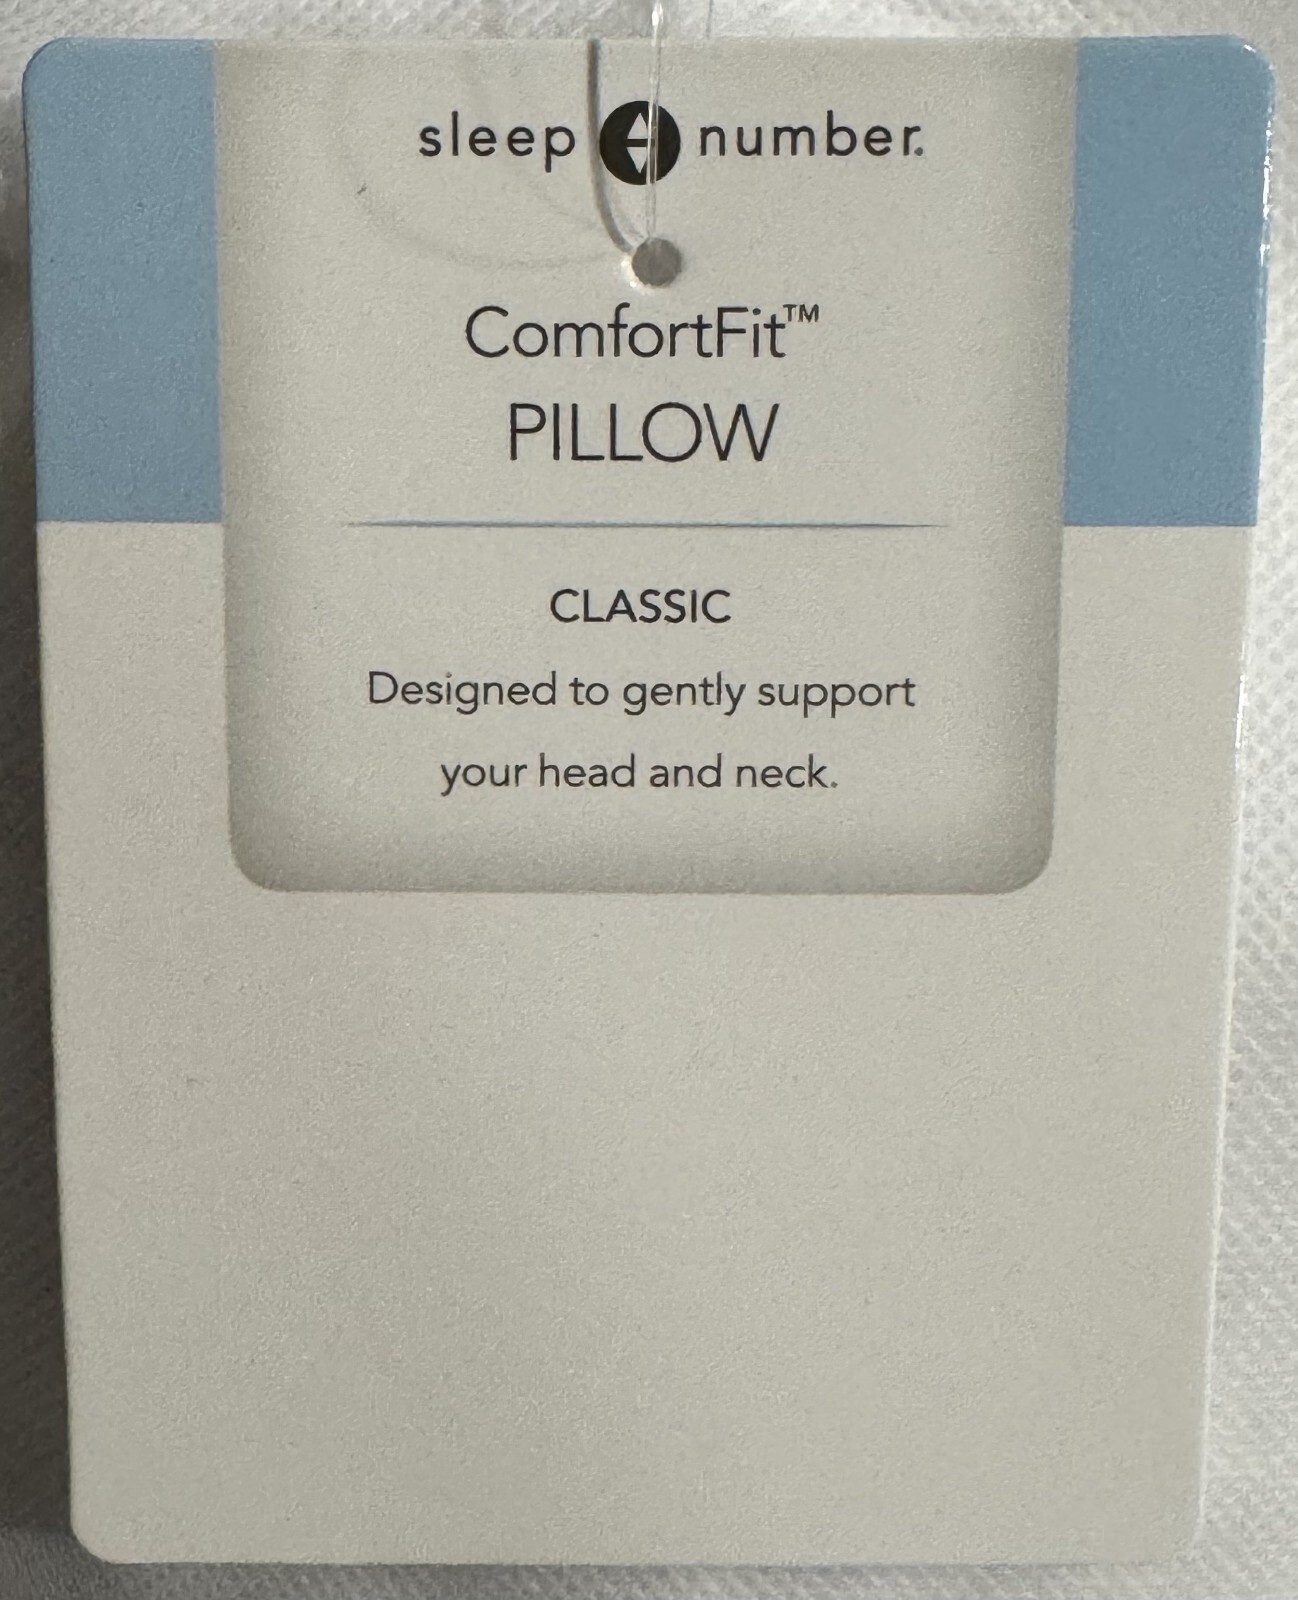 sleep number.
ComfortFit™
PILLOW
CLASSIC
Designed to gently support
your head and neck.